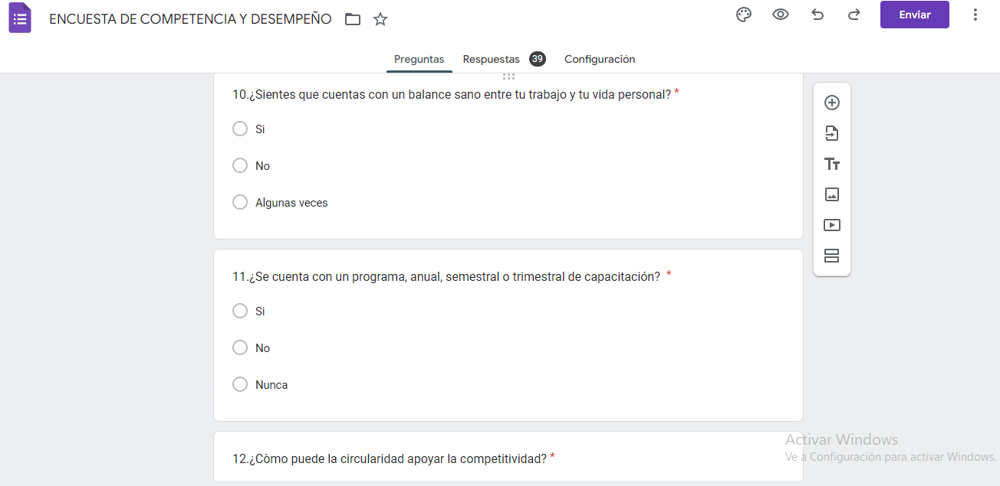 ENCUESTA DE COMPETENCIA Y DESEMPEÑO
Enviar
Preguntas Respuestas 39 Configuración
10.¿Sientes que cuentas con un balance sano entre tu trabajo y tu vida personal? *
Si
No
Algunas veces
11.¿Se cuenta con un programa, anual, semestral o trimestral de capacitación? *
Si
No
Nunca
12.¿Còmo puede la circularidad apoyar la competitividad? *
Activar Windows
Ve a Configuración para activar Windows.